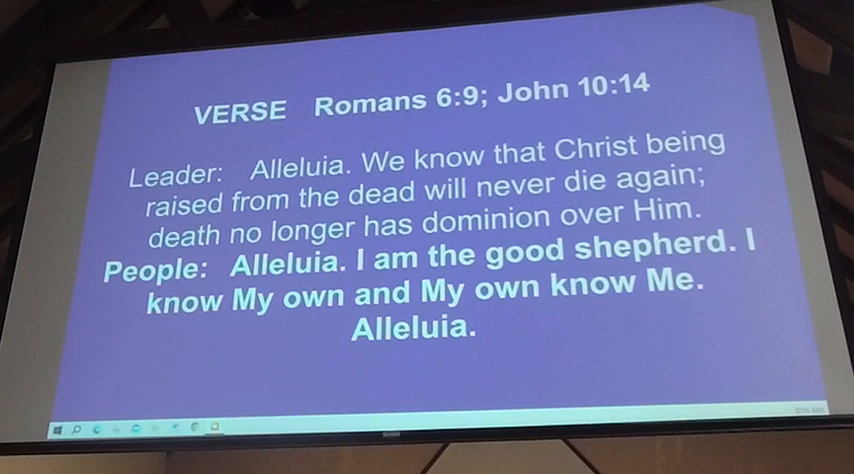 VERSE Romans 6:9; John 10:14
Leader: Alleluia. We know that Christ being
raised from the dead will never die again;
death no longer has dominion over Him.
People: Alleluia. I am the good shepherd. I
know My own and My own know Me.
Alleluia.